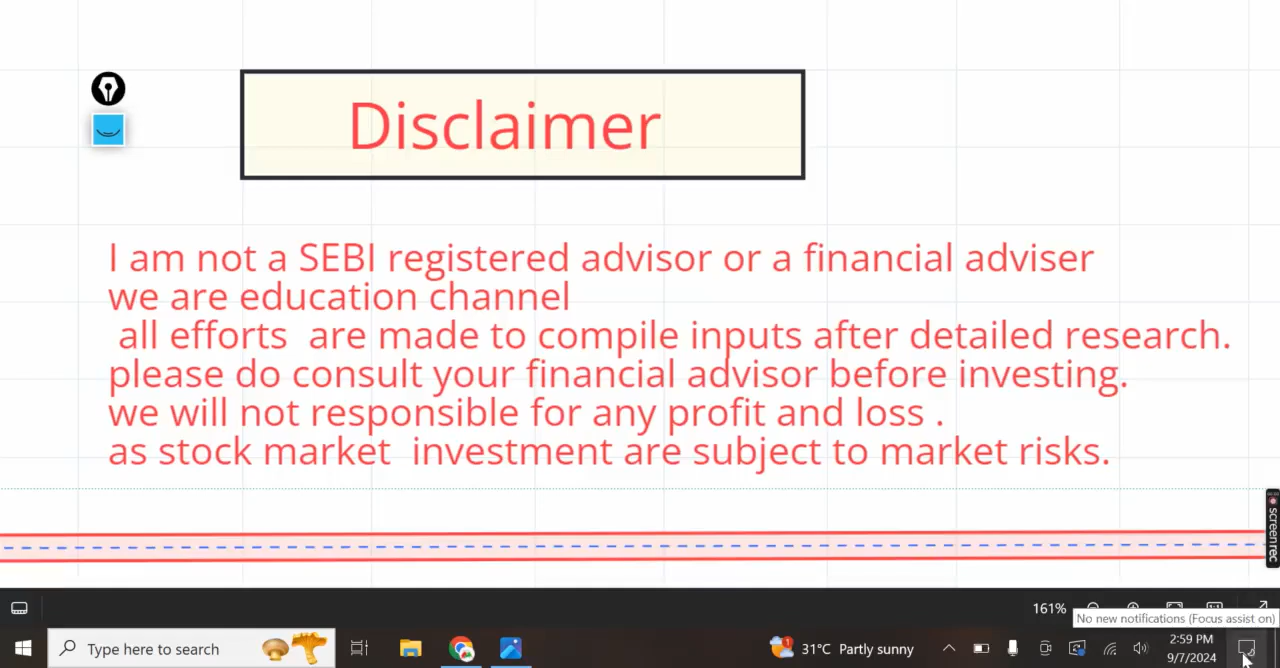 Disclaimer
I am not a SEBI registered advisor or a financial adviser
we are education channel
all efforts are made to compile inputs after detailed research.
please do consult your financial advisor before investing.
we will not responsible for any profit and loss .
as stock market investment are subject to market risks.
screenrec
161%
No new notifications (Focus assist on)
Type here to search
1
31°C Partly sunny
2:59 PM
9/7/2024